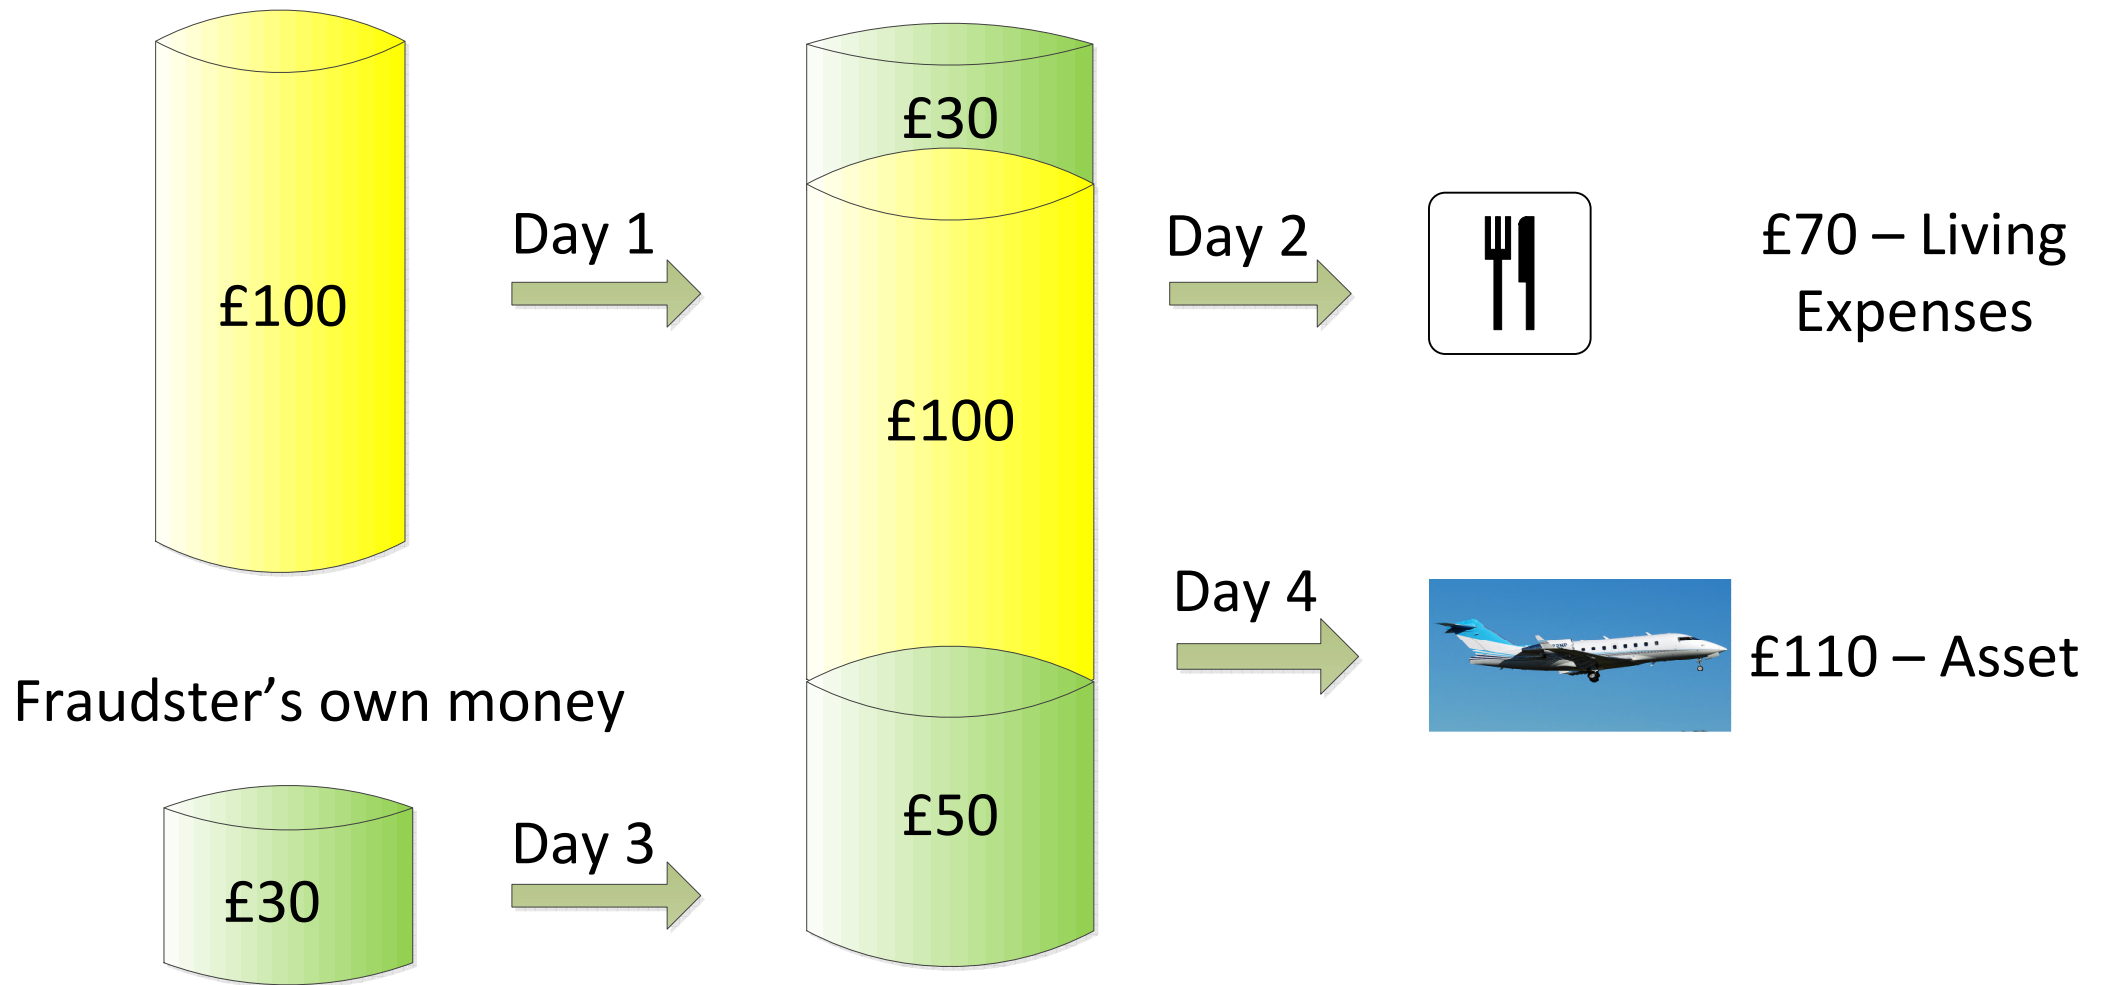 £100
Day 1
£30
£100
£50
Day 2
£70 – Living
Expenses
Fraudster’s own money
£30
Day 3
Day 4
£110 – Asset